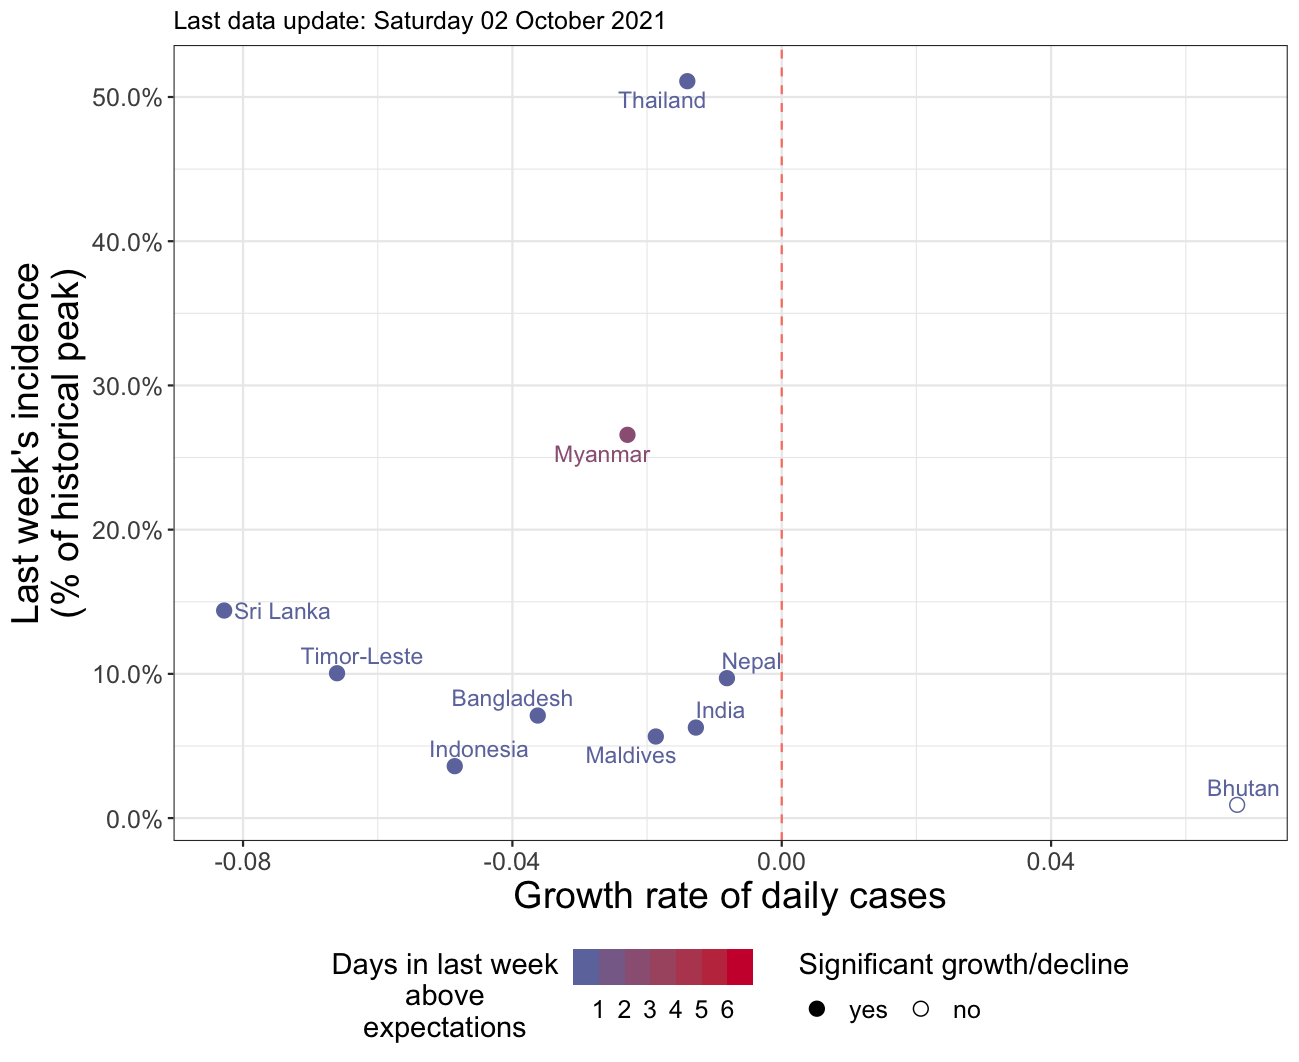 Last data update: Saturday 02 October 2021
50.0%
40.0%
30.0%
20.0%
10.0%
0.0%
Last week's incidence
(% of historical peak)
Thailand
Myanmar
Sri Lanka
Timor-Leste
Nepal
Bangladesh
India
Indonesia
Maldives
Bhutan
-0.08
-0.04
0.00
0.04
Growth rate of daily cases
Days in last week
above
expectations
1 2 3 4 5 6
Significant growth/decline
yes
no